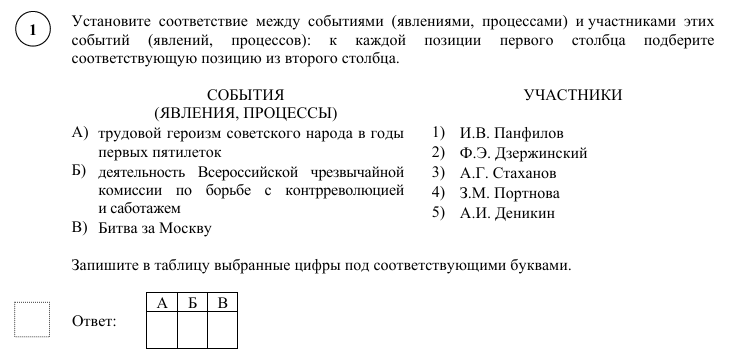 1
Установите соответствие между событиями (явлениями, процессами) и участниками этих
событий (явлений, процессов): к каждой позиции первого столбца подберите
соответствующую позицию из второго столбца.
СОБЫТИЯ
(ЯВЛЕНИЯ, ПРОЦЕССЫ)
А) трудовой героизм советского народа в годы
первых пятилеток
Б) деятельность Всероссийской чрезвычайной
комиссии по борьбе с контрреволюцией
и саботажем
В) Битва за Москву
УЧАСТНИКИ
1) И.В. Панфилов
2) Ф.Э. Дзержинский
3) А.Г. Стаханов
4) З.М. Портнова
5) А.И. Деникин
Запишите в таблицу выбранные цифры под соответствующими буквами.
А Б В
Ответ: